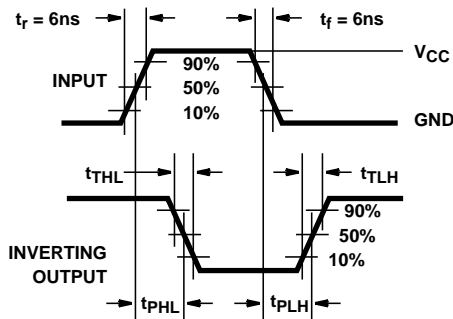 tr = 6ns
tf = 6ns
VCC
90%
INPUT
50%
10%
GND
tTHL
tTLH
90%
50%
INVERTING
OUTPUT
10%
tPHL
tPLH